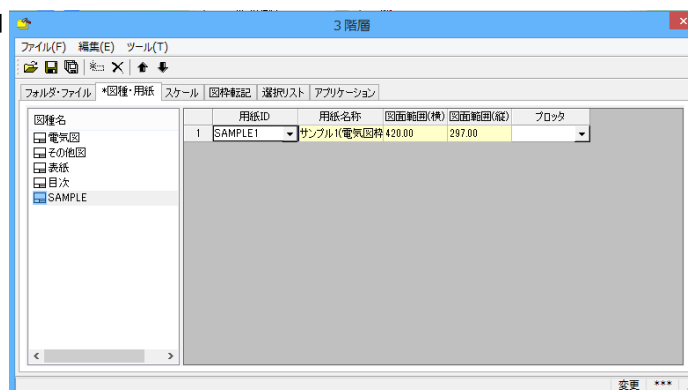 3階層
ファイル(F) 編集(E) ツール(T)
フォルダ・ファイル *図種・用紙 スケール 図枠転記 選択リスト アプリケーション
図種名
電気図
その他図
表紙
目次
SAMPLE
用紙ID 用紙名称 図面範囲(横) 図面範囲(縦) プロッタ
1 SAMPLE1 サンプル1(電気図枠 420.00 297.00
変更 ***